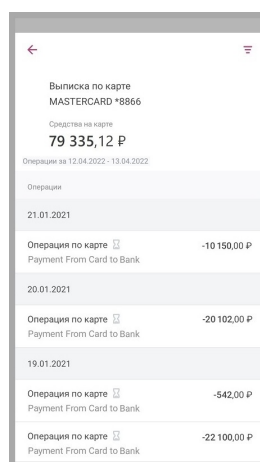 Выписка по карте
MASTERCARD *8866
Средства на карте
79 335,12 ₽
Операции за 12.04.2022 - 13.04.2022
Операции
21.01.2021
Операция по карте -10 150,00 ₽
Payment From Card to Bank
20.01.2021
Операция по карте -20 102,00 ₽
Payment From Card to Bank
19.01.2021
Операция по карте -542,00 ₽
Payment From Card to Bank
Операция по карте -22 100,00 ₽
Payment From Card to Bank